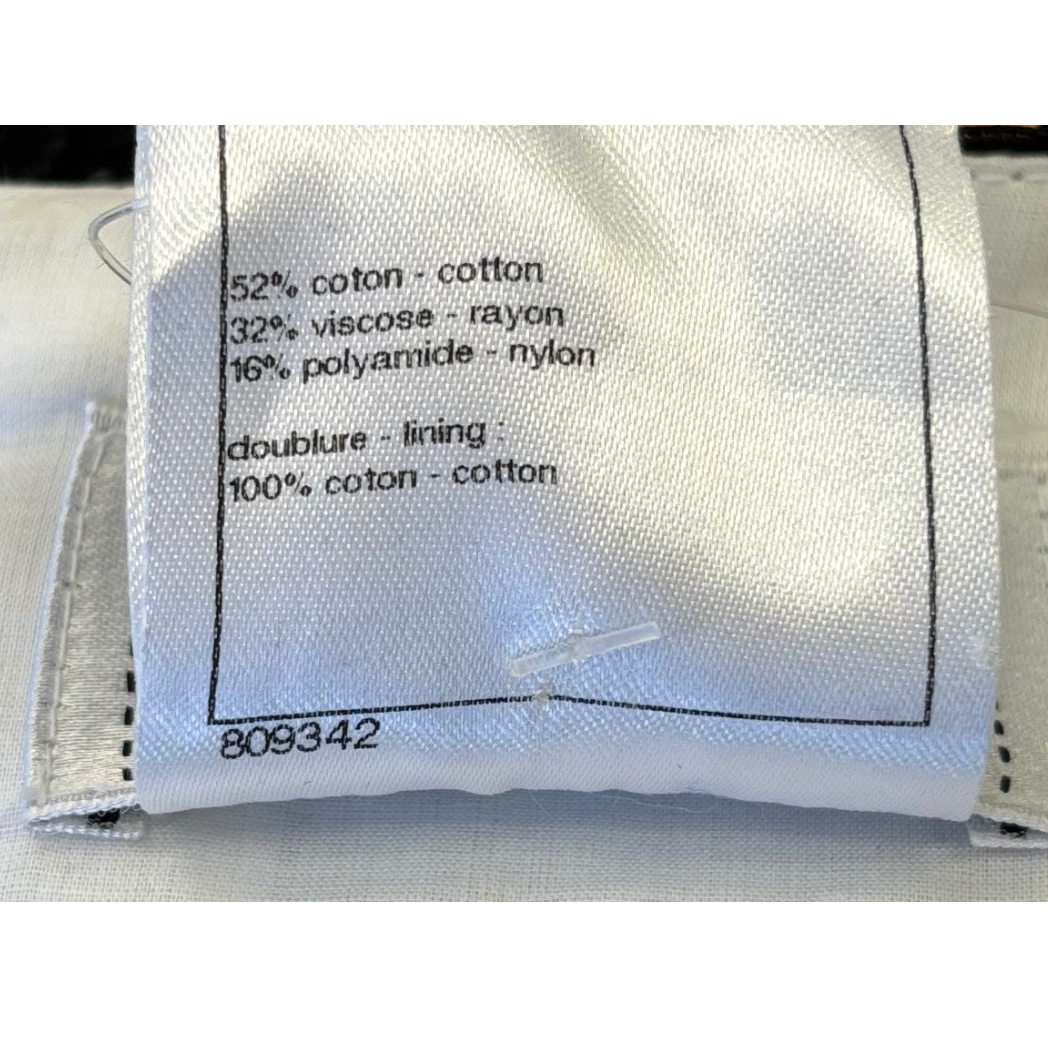 52% coton - cotton
32% viscose - rayon
16% polyamide - nylon
doublure - lining :
100% coton - cotton
809342